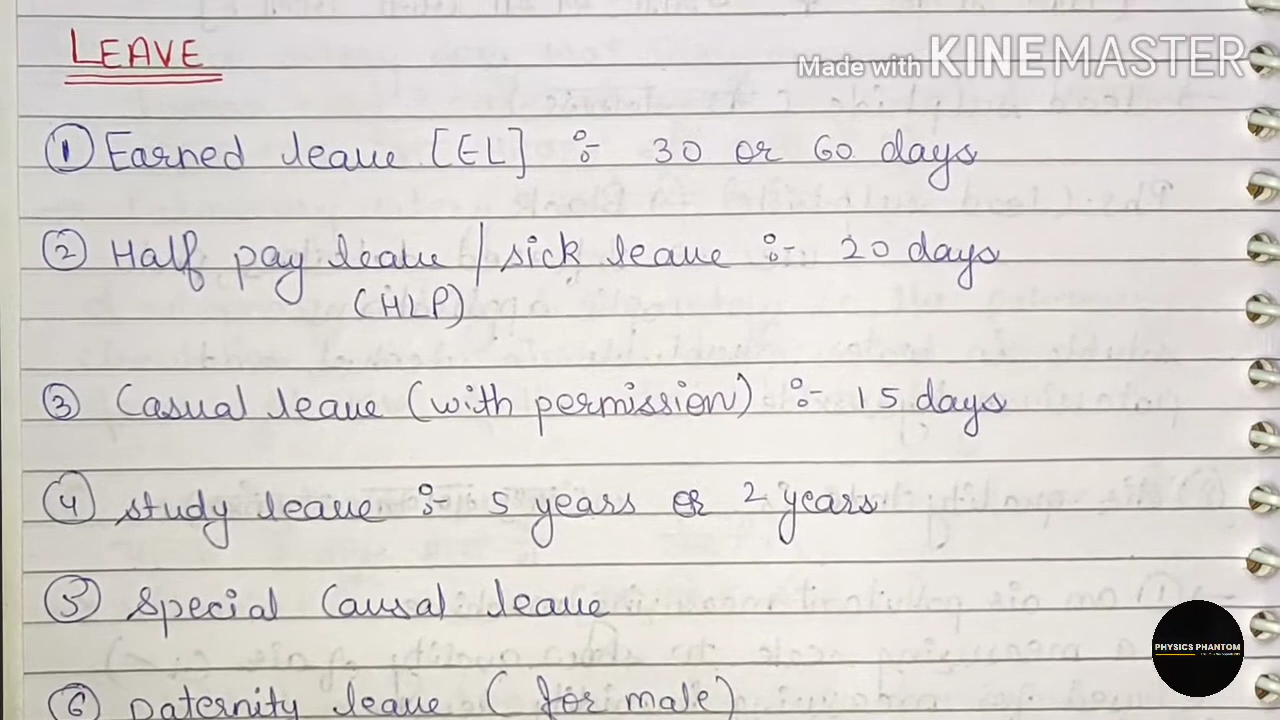 LEAVE
Made with KINEMASTER
① Earned leave [EL] :- 30 or 60 days
② Half pay leave / sick leave :- 20 days
(HLP)
③ Casual leave (with permission) :- 15 days
④ study leave :- 5 years or 2 years
⑤ special Causal leave
PHYSICS PHANTOM
⑥ Paternity leave (for male)